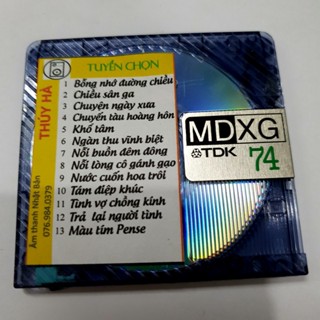 TUYỂN CHỌN
THÚY HÀ
Âm thanh Nhật Bản
076.984.0379
1 Bỗng nhớ đường chiều
2 Chiều sân ga
3 Chuyện ngày xưa
4 Chuyến tàu hoàng hôn
5 Khổ tâm
6 Ngàn thu vĩnh biệt
7 Nỗi buồn đêm đông
8 Nỗi lòng cô gánh gạo
9 Nước cuốn hoa trôi
10 Tám điệp khúc
11 Tình vợ chồng kính
12 Trả lại người tình
13 Màu tím Pense
MDXG
TDK 74